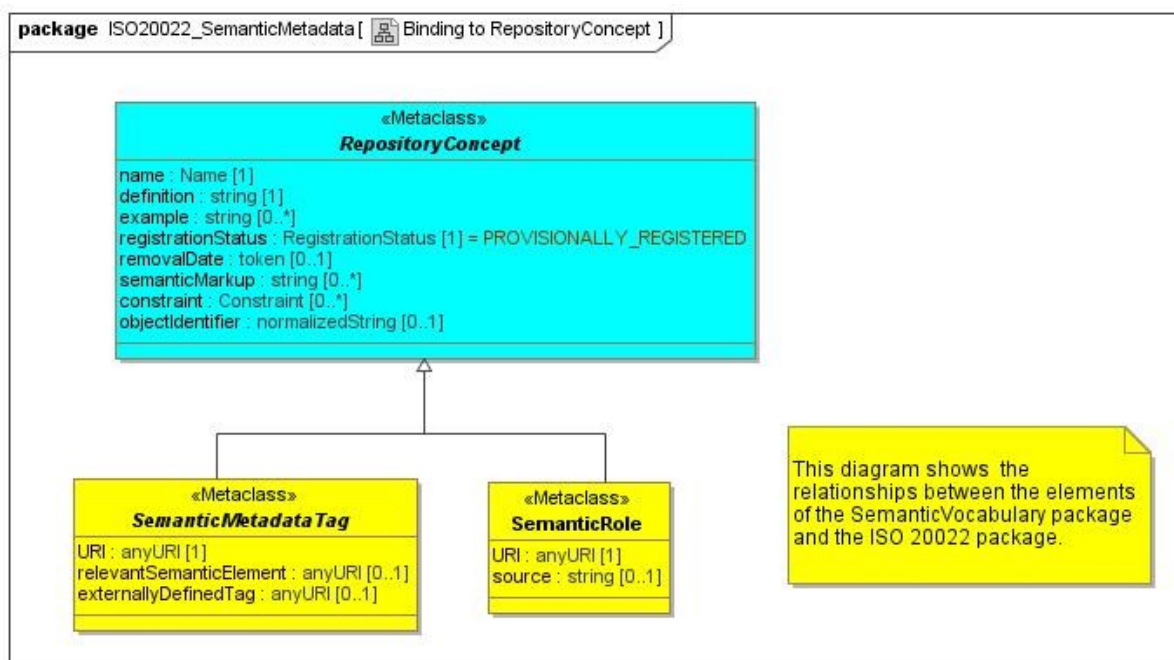 package ISO20022_SemanticMetadata [ Binding to RepositoryConcept ]
«Metaclass»
RepositoryConcept
name : Name [1]
definition : string [1]
example : string [0..*]
registrationStatus : RegistrationStatus [1] = PROVISIONALLY_REGISTERED
removalDate : token [0..1]
semanticMarkup : string [0..*]
constraint : Constraint [0..*]
objectIdentifier : normalizedString [0..1]
«Metaclass»
SemanticMetadataTag
URI : anyURI [1]
relevantSemanticElement : anyURI [0..1]
externallyDefinedTag : anyURI [0..1]
«Metaclass»
SemanticRole
URI : anyURI [1]
source : string [0..1]
This diagram shows the
relationships between the elements
of the SemanticVocabulary package
and the ISO 20022 package.